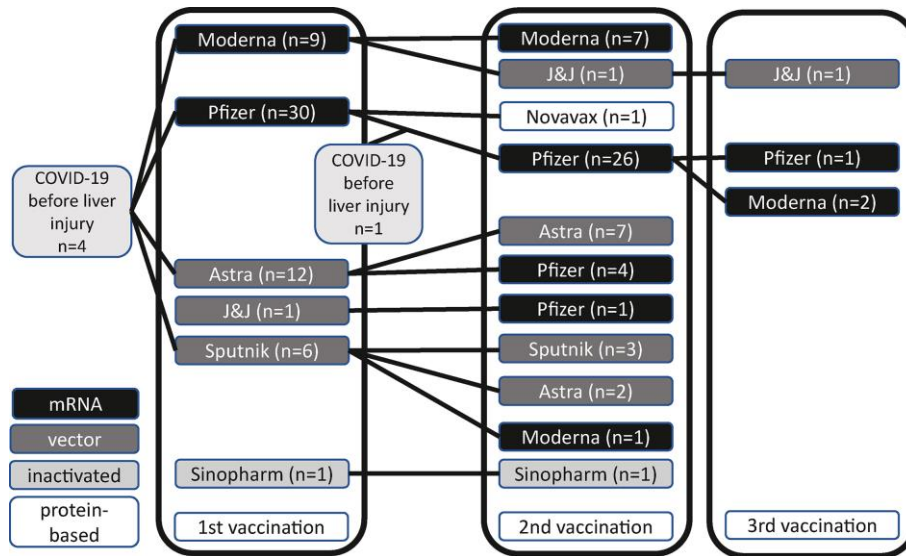 COVID-19
before liver
injury
n=4
mRNA
vector
inactivated
protein-
based
Moderna (n=9)
Pfizer (n=30)
Astra (n=12)
J&J (n=1)
Sputnik (n=6)
Sinopharm (n=1)
1st vaccination
COVID-19
before
liver injury
n=1
Moderna (n=7)
J&J (n=1)
Novavax (n=1)
Pfizer (n=26)
Astra (n=7)
Pfizer (n=4)
Pfizer (n=1)
Sputnik (n=3)
Astra (n=2)
Moderna (n=1)
Sinopharm (n=1)
2nd vaccination
J&J (n=1)
Pfizer (n=1)
Moderna (n=2)
3rd vaccination